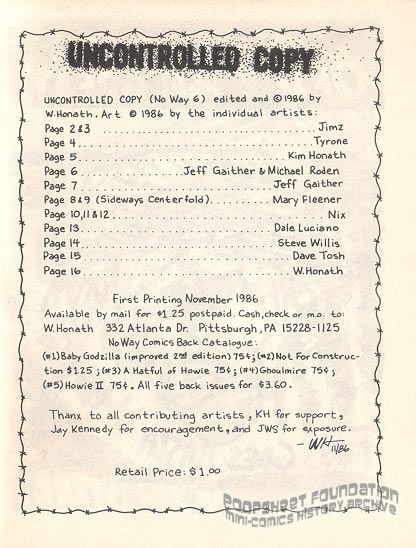 UNCONTROLLED COPY
UNCONTROLLED COPY (No Way 6) edited and ©1986 by
W.Honath. Art © 1986 by the individual artists:
Page 2&3 ........ Jimz
Page 4 ........ Tyrone
Page 5 ........ Kim Honath
Page 6 ........ Jeff Gaither & Michael Roden
Page 7 ........ Jeff Gaither
Page 8&9 (Sideways Centerfold) ........ Mary Fleener
Page 10,11&12 ........ Nix
Page 13 ........ Dale Luciano
Page 14 ........ Steve Willis
Page 15 ........ Dave Tosh
Page 16 ........ W.Honath
First Printing November 1986
Available by mail for $1.25 postpaid. Cash, check or m.o. to:
W.Honath 332 Atlanta Dr. Pittsburgh, PA 15228-1125
No Way Comics Back Catalogue:
(#1) Baby Godzilla (improved 2nd edition) 75¢; (#2) Not For Construc-
tion $1.25; (#3) A Hatful of Howie 75¢; (#4) Ghoulmire 75¢;
(#5) Howie II 75¢. All five back issues for $3.60.
Thanx to all contributing artists, KH for support,
Jay Kennedy for encouragement, and JWS for exposure.
- WH 11/86
Retail Price: $1.00
POOPSHEET FOUNDATION
MINI-COMICS HISTORY ARCHIVE